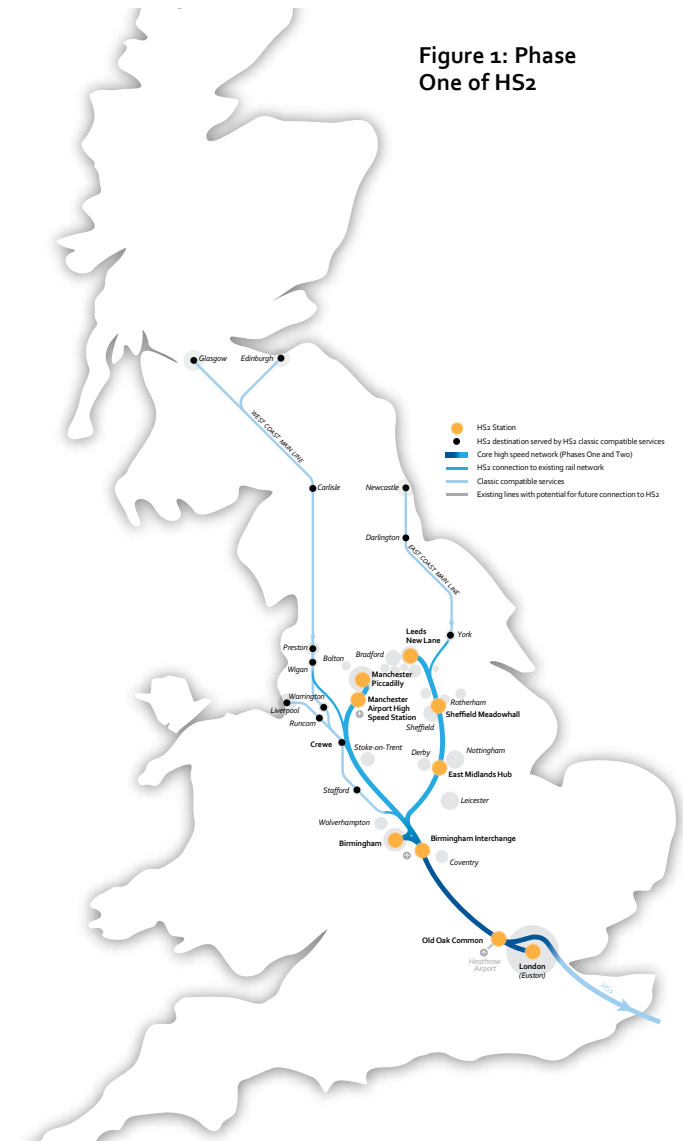 Figure 1: Phase
One of HS2
Glasgow
Edinburgh
WEST COAST MAIN LINE
HS2 Station
HS2 destination served by HS2 classic compatible services
Core high speed network (Phases One and Two)
HS2 connection to existing rail network
Classic compatible services
Existing lines with potential for future connection to HS2
Carlisle
Newcastle
Darlington
EAST COAST MAIN LINE
Leeds
New Lane
York
Preston
Bolton
Bradford
Wigan
Manchester
Piccadilly
Warrington
Manchester
Airport High
Speed Station
Rotherham
Liverpool
Sheffield Meadowhall
Runcorn
Sheffield
Crewe
Stoke-on-Trent
Derby
Nottingham
East Midlands Hub
Stafford
Leicester
Wolverhampton
Birmingham
Birmingham Interchange
Coventry
Old Oak Common
Heathrow
Airport
London
(Euston)
HS1